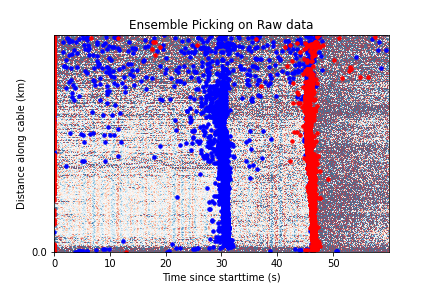 Ensemble Picking on Raw data
Distance along cable (km)
0.0
0 10 20 30 40 50
Time since starttime (s)